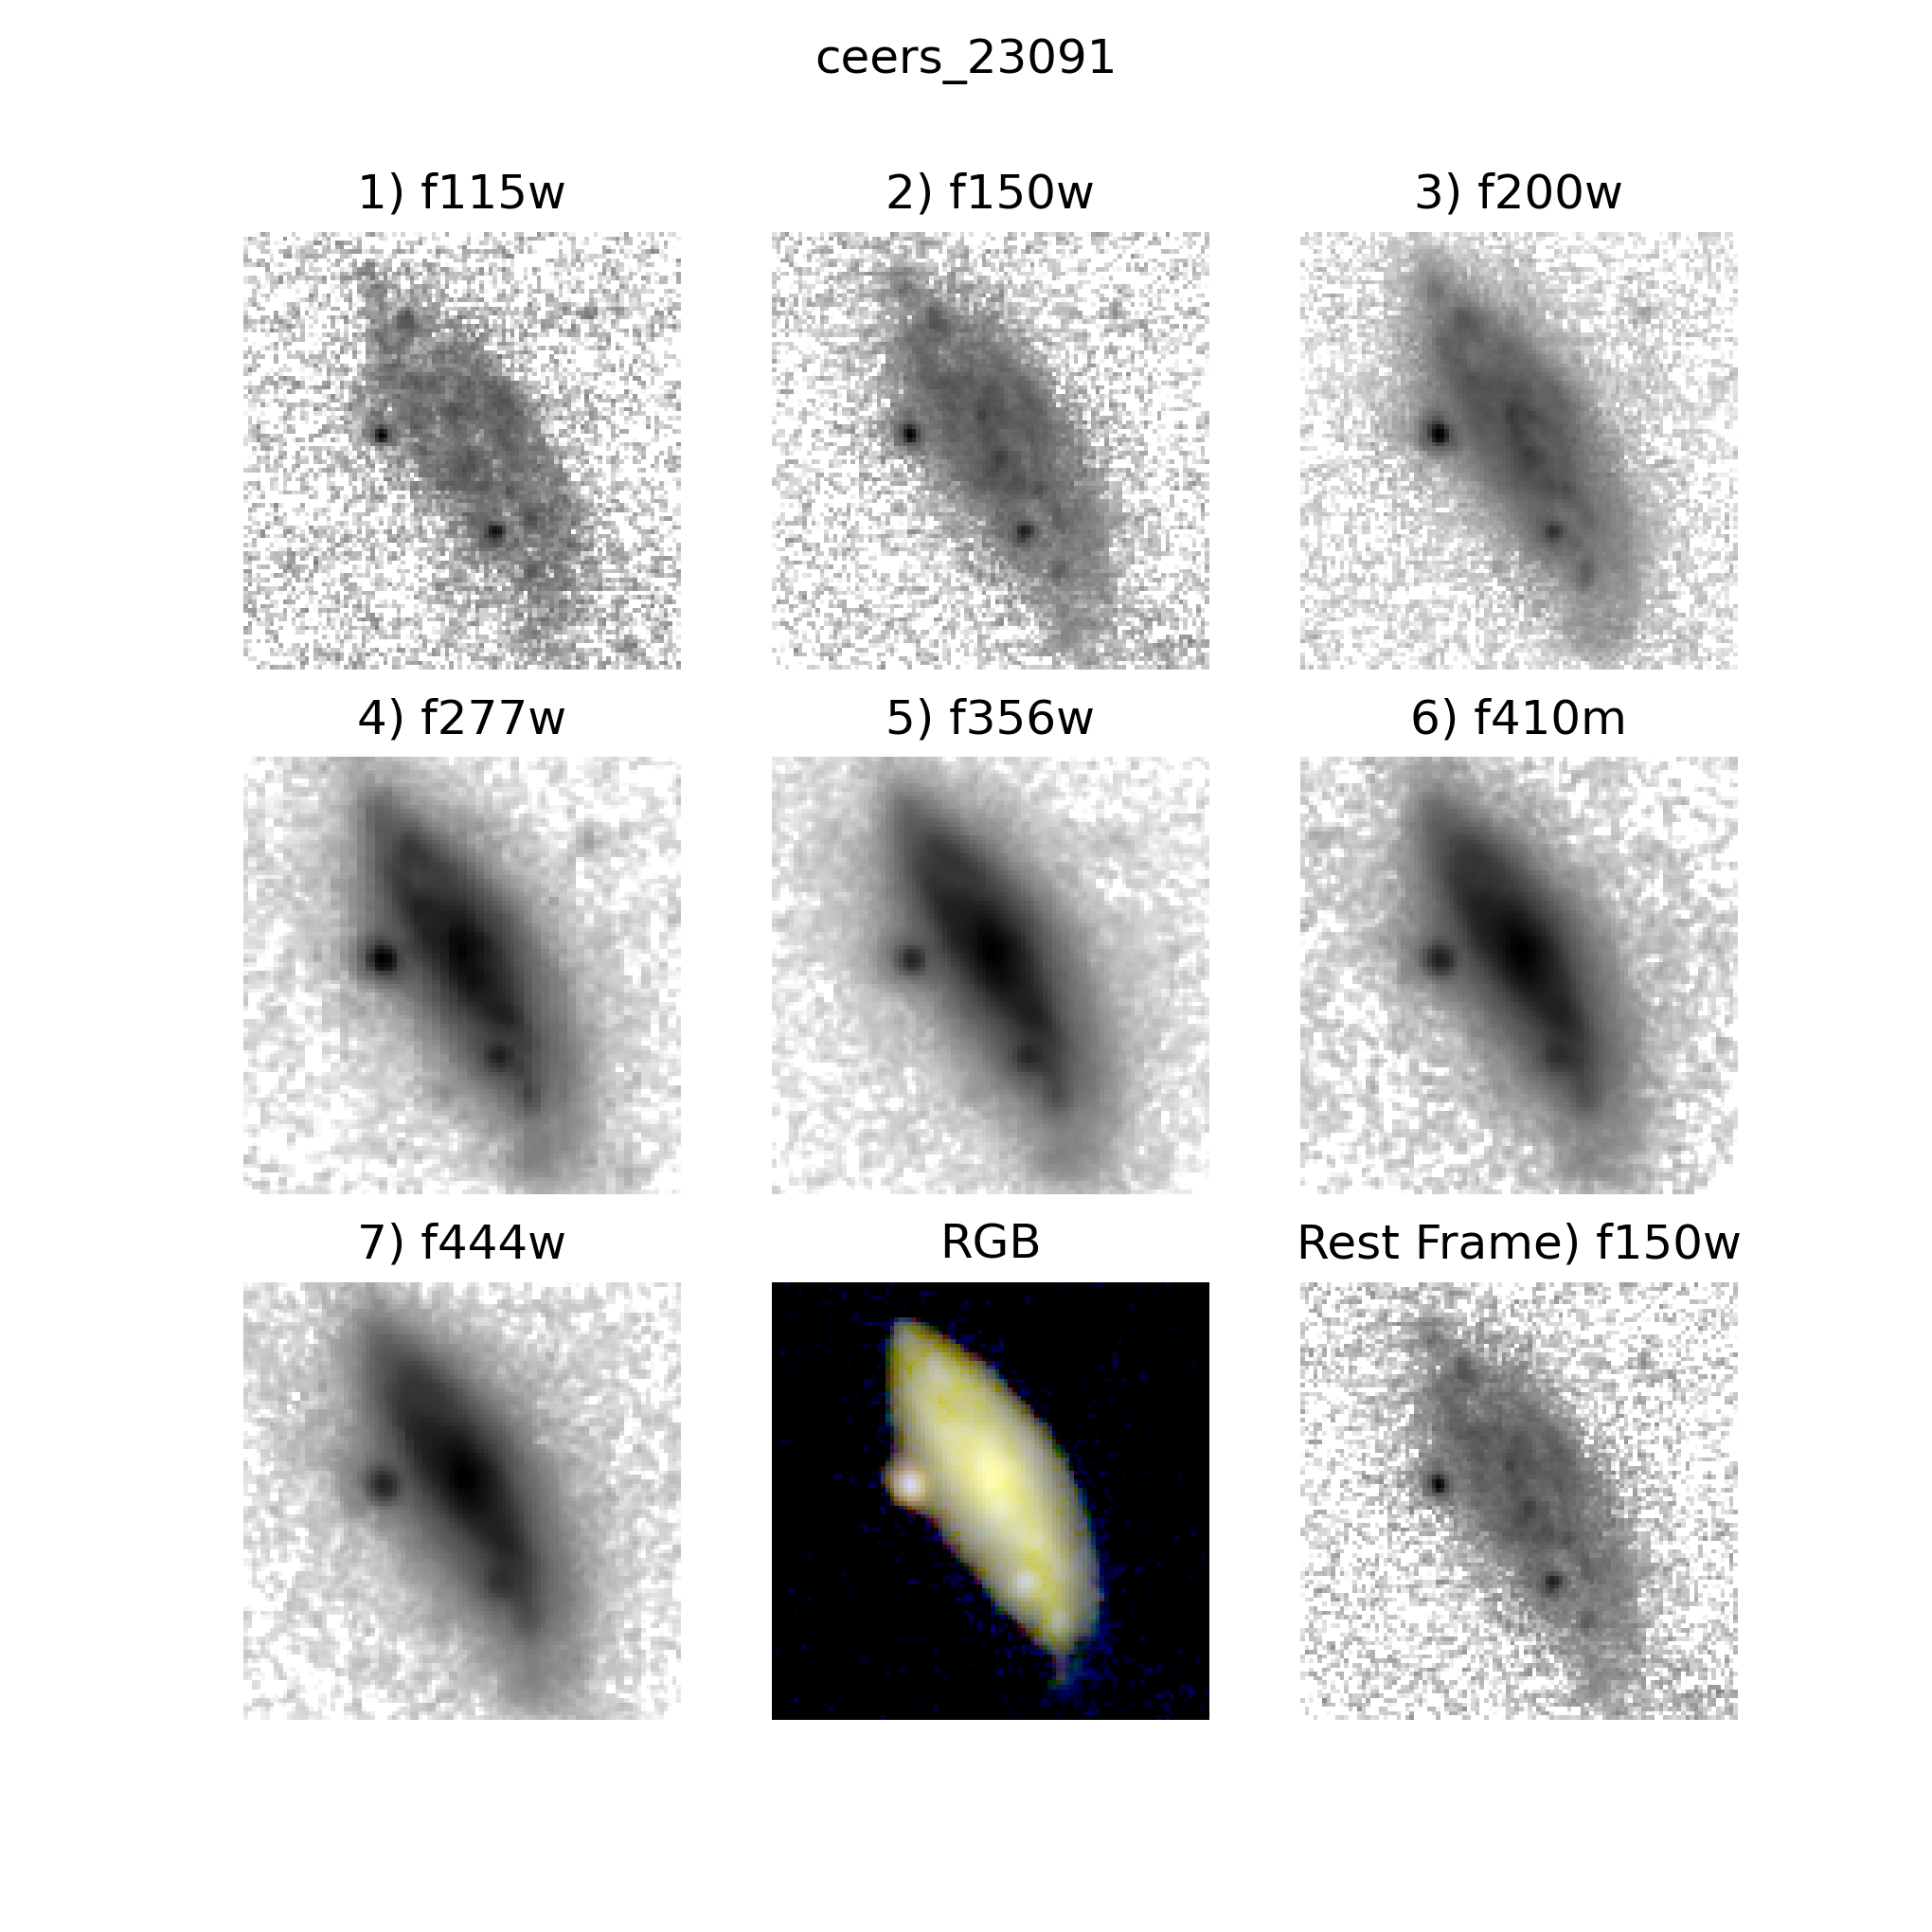 ceers_23091
1) f115w
2) f150w
3) f200w
4) f277w
5) f356w
6) f410m
7) f444w
RGB
Rest Frame) f150w